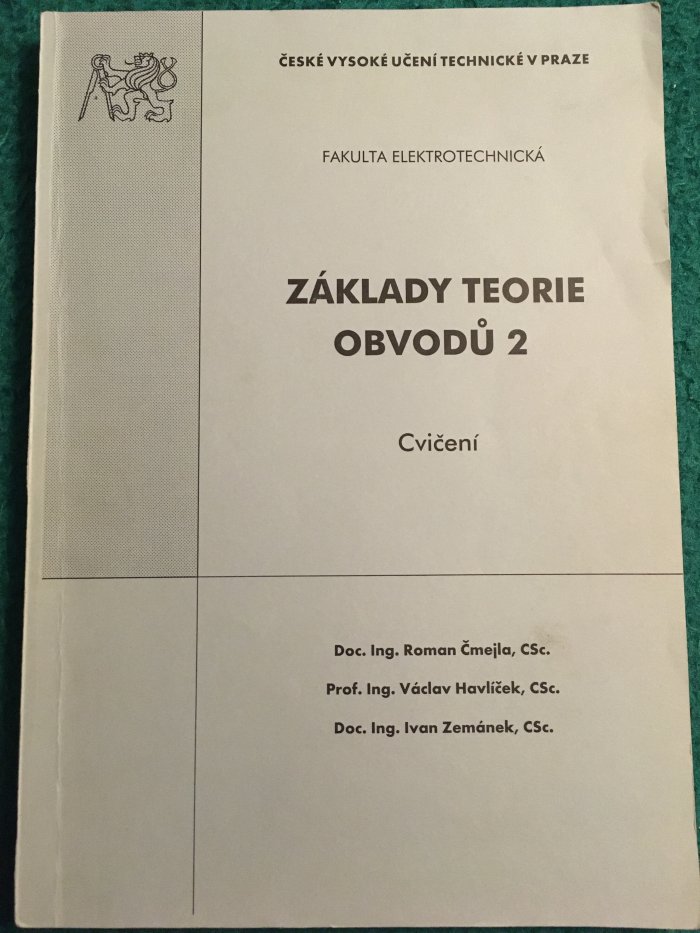 ČESKÉ VYSOKÉ UČENÍ TECHNICKÉ V PRAZE
FAKULTA ELEKTROTECHNICKÁ
ZÁKLADY TEORIE
OBVODŮ 2
Cvičení
Doc. Ing. Roman Čmejla, CSc.
Prof. Ing. Václav Havlíček, CSc.
Doc. Ing. Ivan Zemánek, CSc.